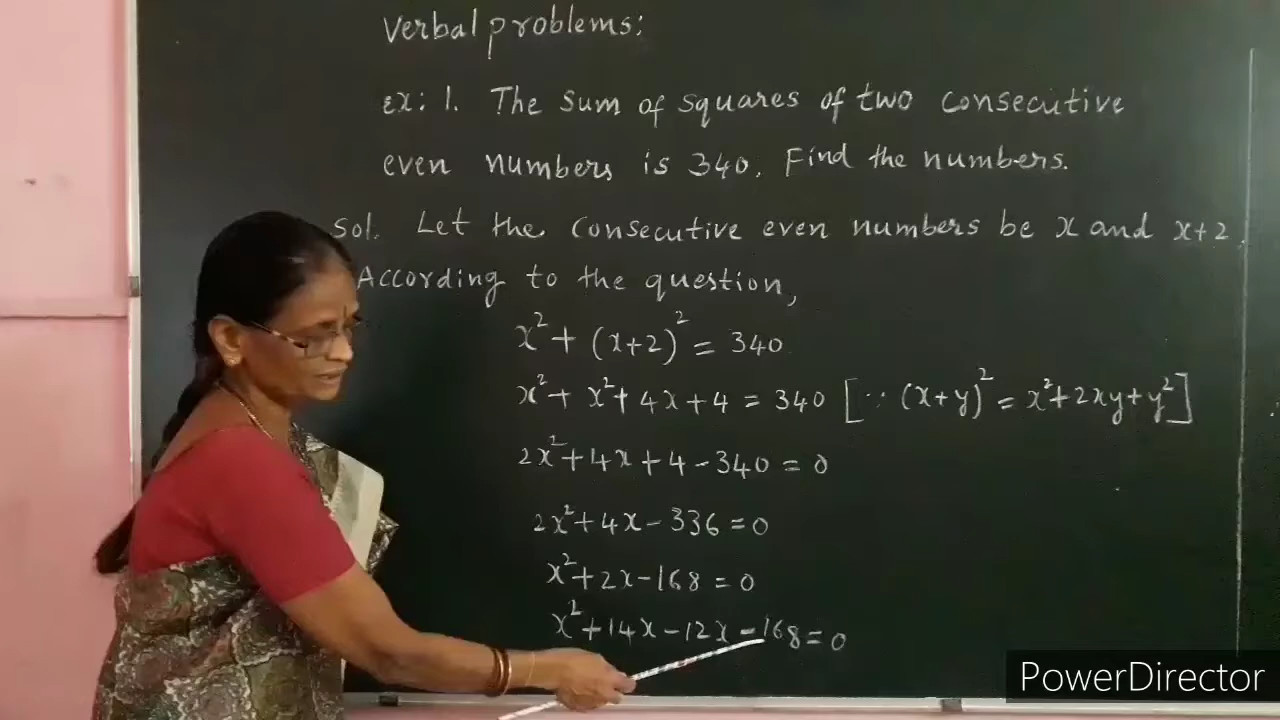 Verbal problems:
Ex: 1. The sum of squares of two consecutive
even numbers is 340. Find the numbers.
Sol. Let the consecutive even numbers be x and x+2.
According to the question,
x² + (x+2)² = 340
x² + x² + 4x + 4 = 340 [∵ (x+y)² = x² + 2xy + y²]
2x² + 4x + 4 - 340 = 0
2x² + 4x - 336 = 0
x² + 2x - 168 = 0
x² + 14x - 12x - 168 = 0
PowerDirector